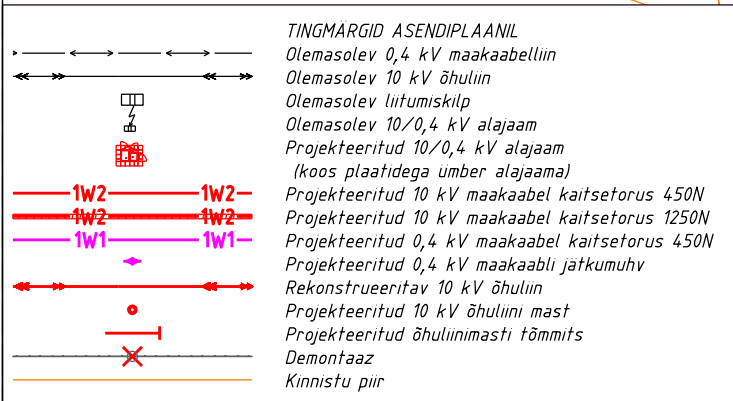 TINGMÄRGID ASENDIPLAANIL
Olemasolev 0,4 kV maakaabelliin
Olemasolev 10 kV õhuliin
Olemasolev liitumiskilp
Olemasolev 10/0,4 kV alajaam
Projekteeritud 10/0,4 kV alajaam
(koos plaatidega ümber alajaama)
1W2 1W2 Projekteeritud 10 kV maakaabel kaitsetorus 450N
1W2 1W2 Projekteeritud 10 kV maakaabel kaitsetorus 1250N
1W1 1W1 Projekteeritud 0,4 kV maakaabel kaitsetorus 450N
Projekteeritud 0,4 kV maakaabli jätkumuhv
Rekonstrueeritav 10 kV õhuliin
Projekteeritud 10 kV õhuliini mast
Projekteeritud õhuliinimasti tõmmits
Demontaaz
Kinnistu piir